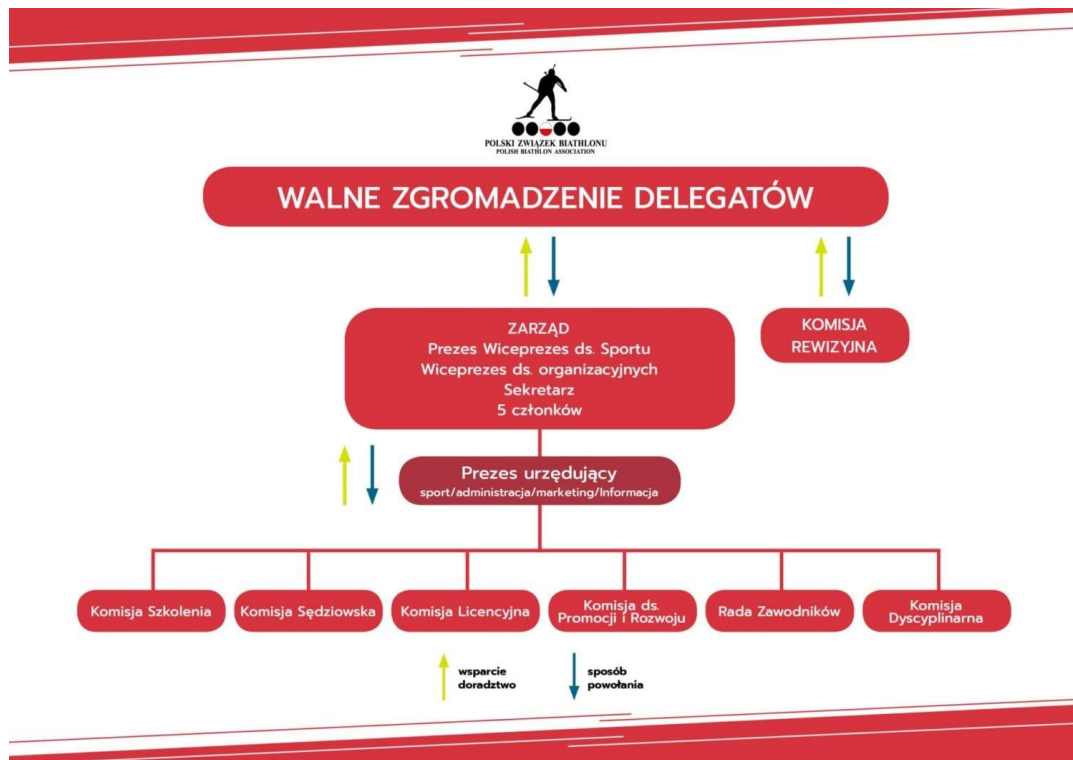 POLSKI ZWIĄZEK BIATHLONU
POLISH BIATHLON ASSOCIATION
WALNE ZGROMADZENIE DELEGATÓW
ZARZĄD
Prezes Wiceprezes ds. Sportu
Wiceprezes ds. organizacyjnych
Sekretarz
5 członków
KOMISJA
REWIZYJNA
Prezes urzędujący
sport/administracja/marketing/Informacja
Komisja Szkolenia
Komisja Sędziowska
Komisja Licencyjna
Komisja ds.
Promocji i Rozwoju
Rada Zawodników
Komisja
Dyscyplinarna
wsparcie
doradztwo
sposób
powołania